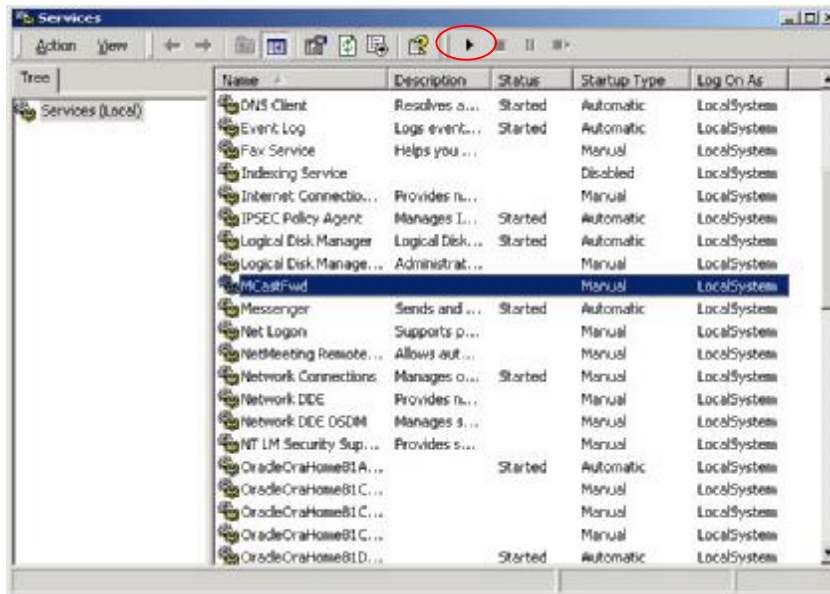 Services
Action View
Tree
Services (Local)
Name Description Status Startup Type Log On As
DNS Client Resolves a... Started Automatic LocalSystem
Event Log Logs event... Started Automatic LocalSystem
Fax Service Helps you ... Manual LocalSystem
Indexing Service Disabled LocalSystem
Internet Connectio... Provides n... Manual LocalSystem
IPSEC Policy Agent Manages I... Started Automatic LocalSystem
Logical Disk Manager Logical Disk... Started Automatic LocalSystem
Logical Disk Manage... Administrat... Manual LocalSystem
MCastFwd Manual LocalSystem
Messenger Sends and ... Started Automatic LocalSystem
Net Logon Supports p... Manual LocalSystem
NetMeeting Remote... Allows aut... Manual LocalSystem
Network Connections Manages o... Started Manual LocalSystem
Network DDE Provides n... Manual LocalSystem
Network DDE DSDM Manages s... Manual LocalSystem
NT LM Security Sup... Provides s... Manual LocalSystem
OracleOraHome81A... Started Automatic LocalSystem
OracleOraHome81C... Manual LocalSystem
OracleOraHome81C... Manual LocalSystem
OracleOraHome81C... Manual LocalSystem
OracleOraHome81D... Started Automatic LocalSystem